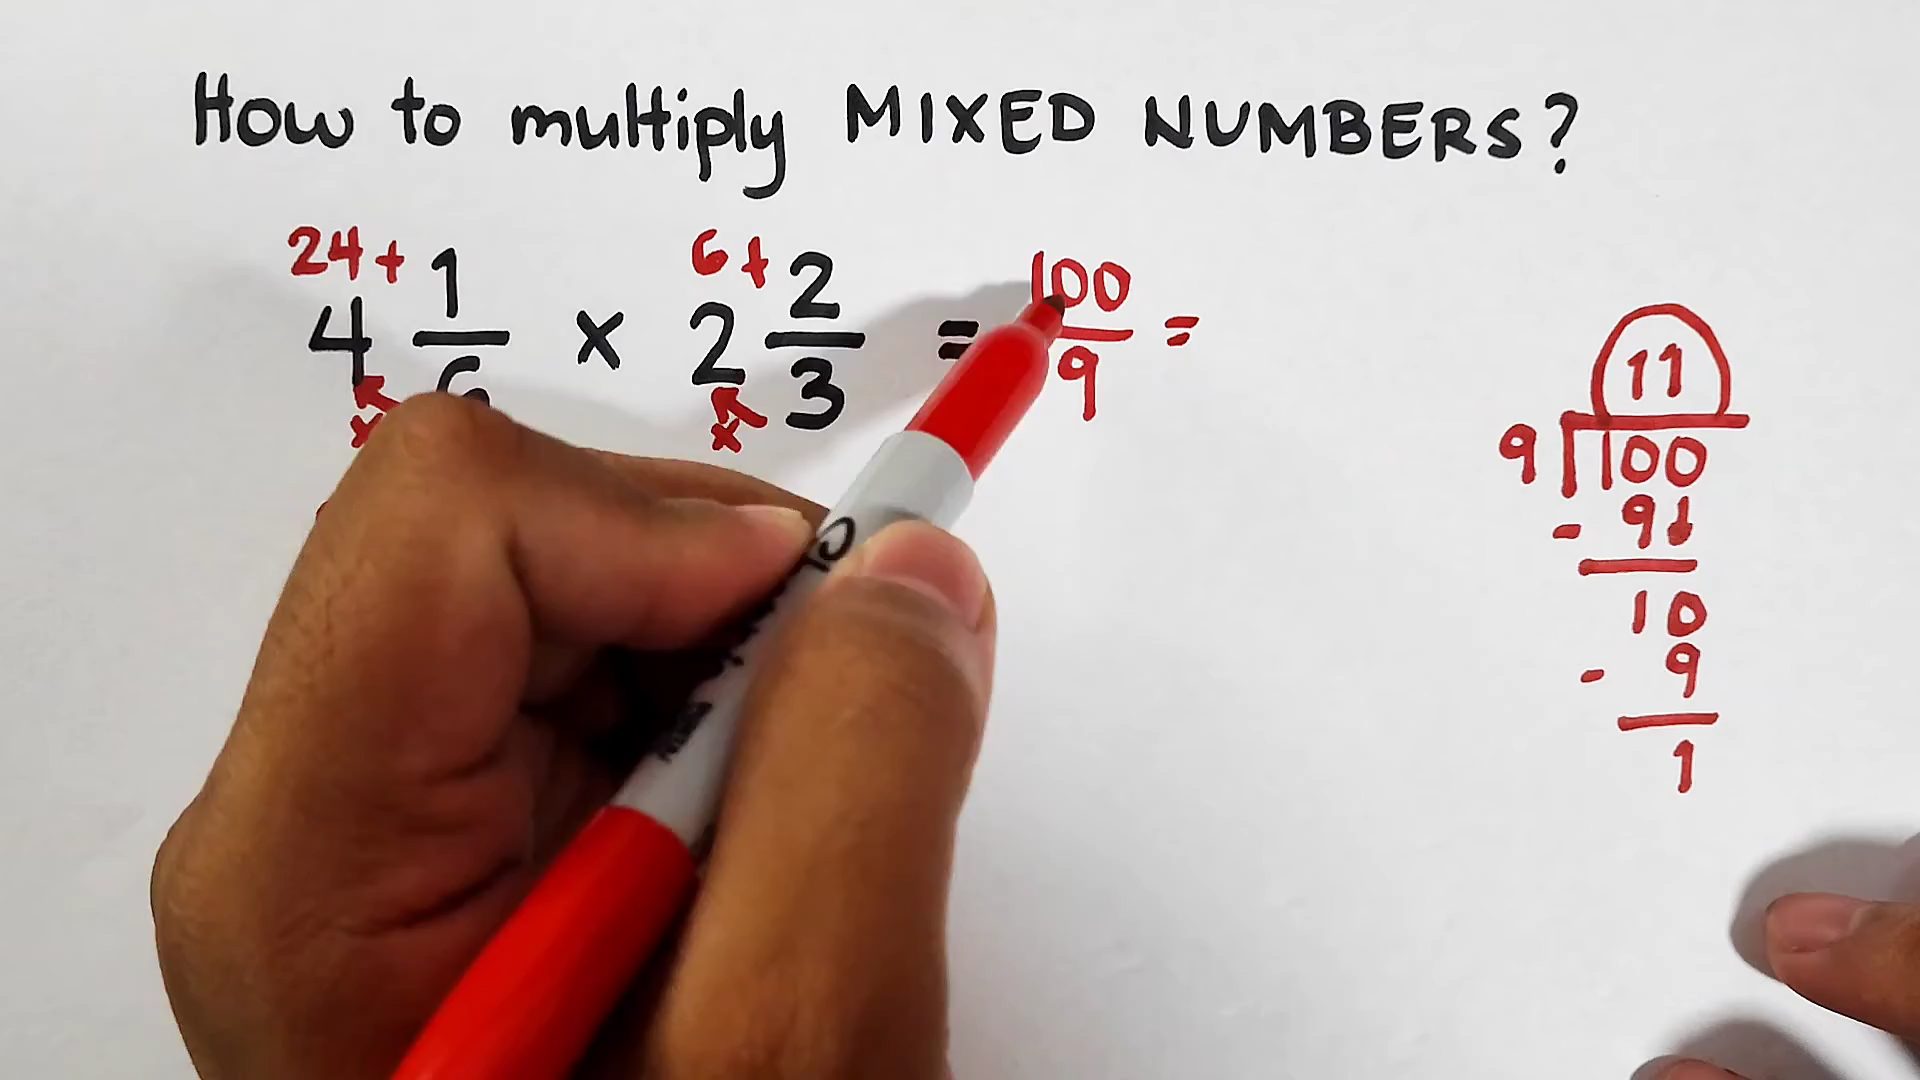 How to multiply MIXED NUMBERS?
24+ 6+
4 1/6 x 2 2/3 = 100/9 =
x x
11
9 100
- 9↓
10
- 9
1